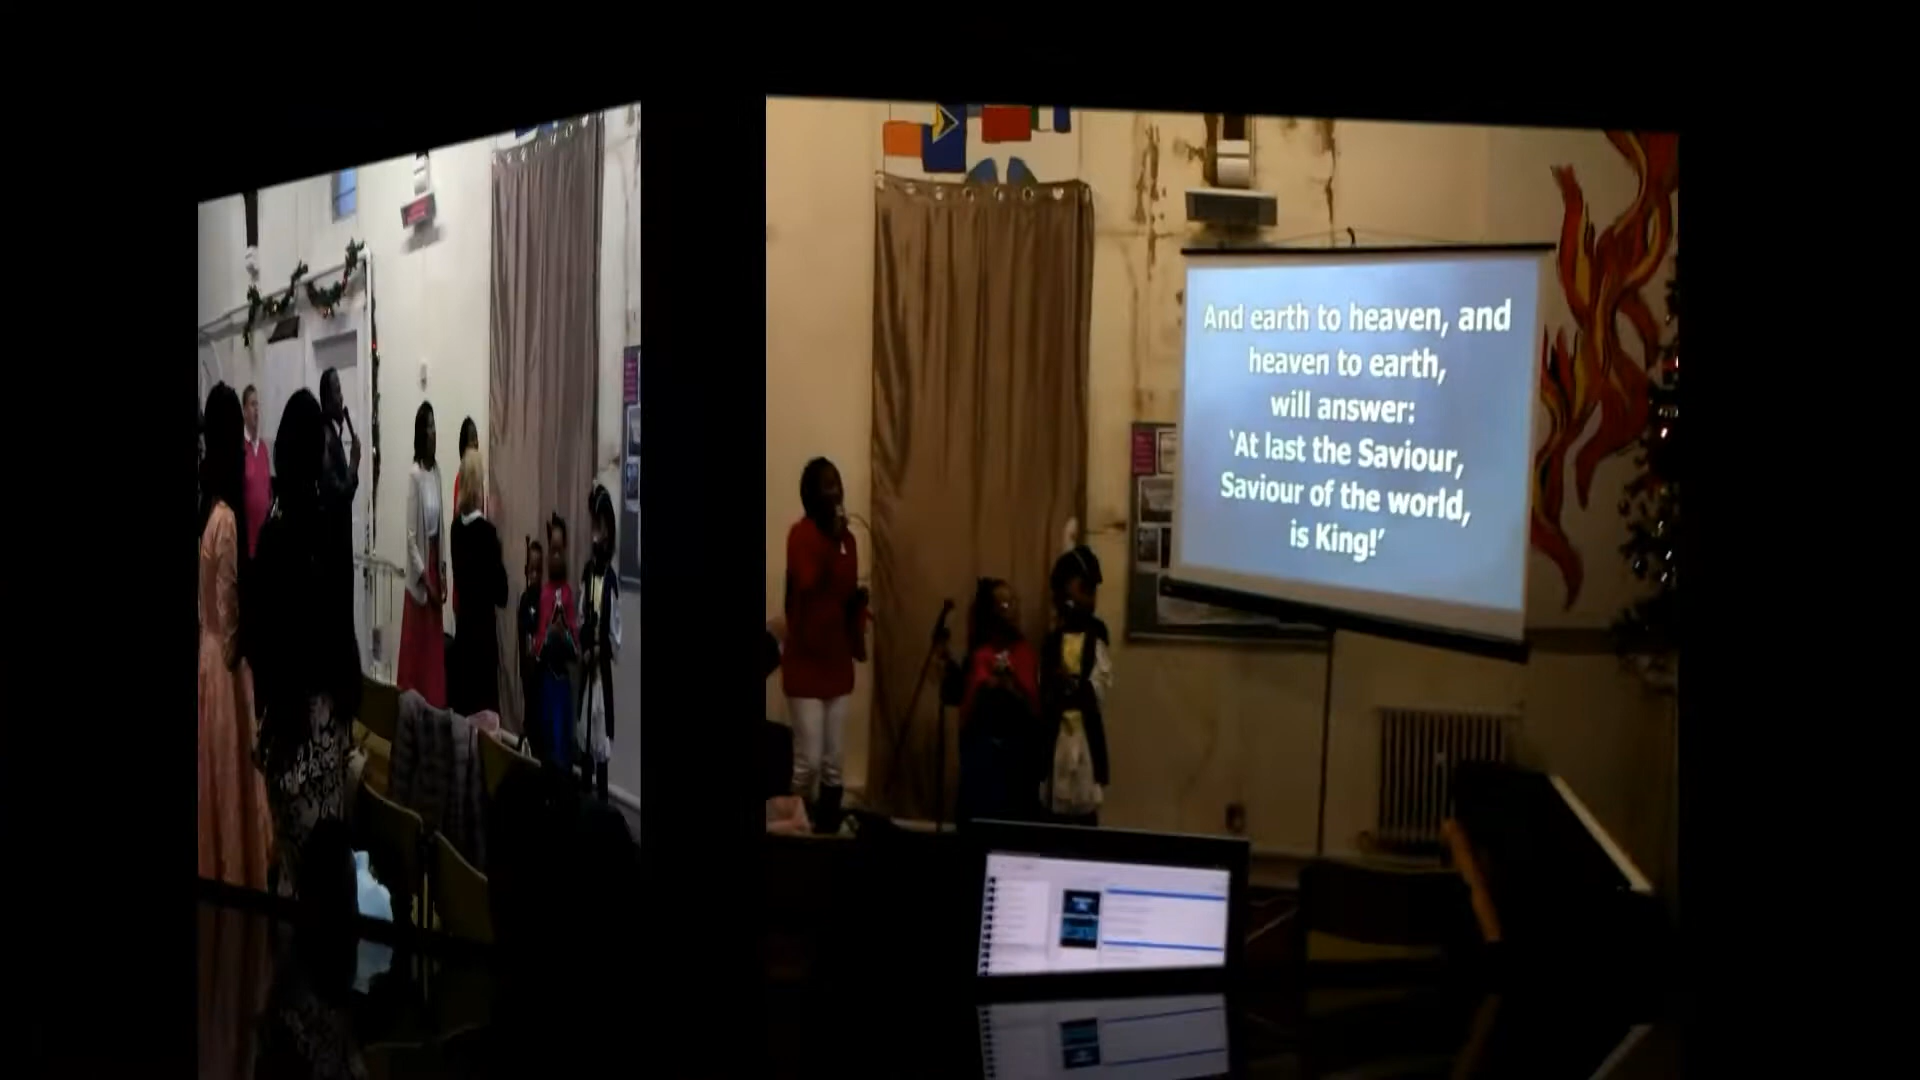 And earth to heaven, and
heaven to earth,
will answer:
‘At last the Saviour,
Saviour of the world,
is King!’